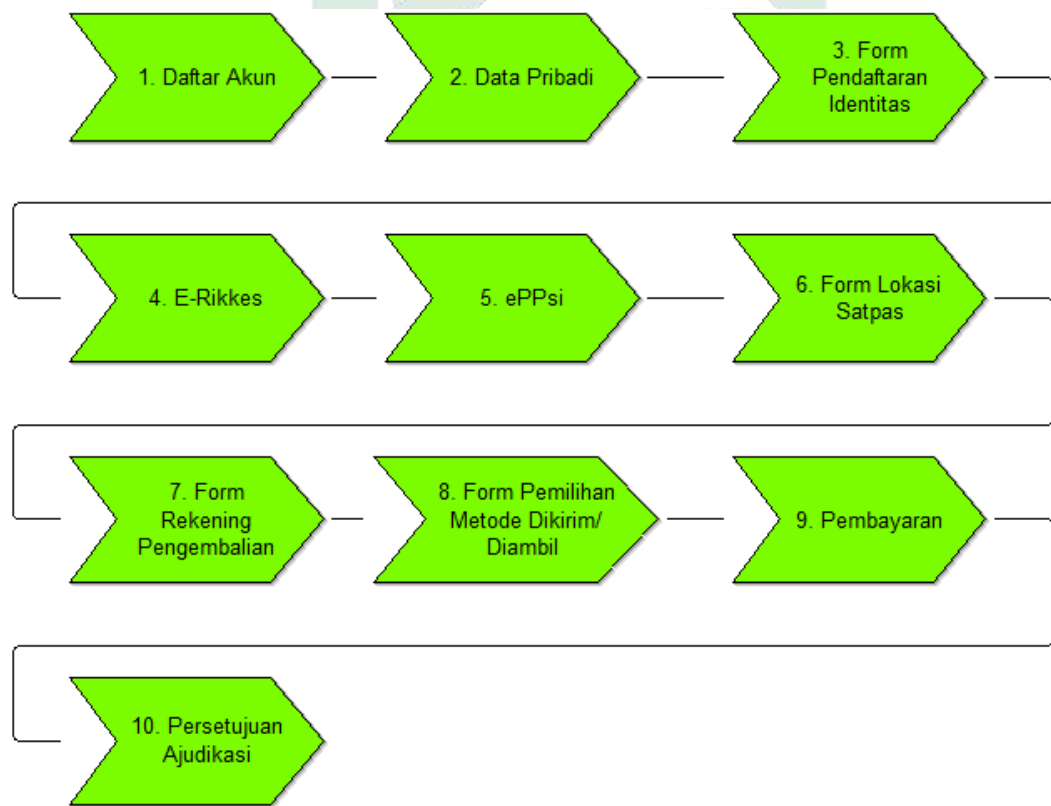 1. Daftar Akun
2. Data Pribadi
3. Form
Pendaftaran
Identitas
4. E-Rikkes
5. ePPsi
6. Form Lokasi
Satpas
7. Form
Rekening
Pengembalian
8. Form Pemilihan
Metode Dikirim/
Diambil
9. Pembayaran
10. Persetujuan
Ajudikasi